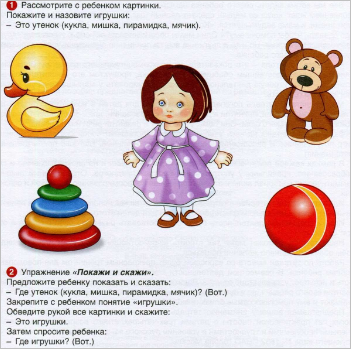 1 Рассмотрите с ребенком картинки.
Покажите и назовите игрушки:
– Это утенок (кукла, мишка, пирамидка, мячик).
2 Упражнение «Покажи и скажи».
Предложите ребенку показать и сказать:
– Где утенок (кукла, мишка, пирамидка, мячик)? (Вот.)
Закрепите с ребенком понятие «игрушки».
Обведите рукой все картинки и скажите:
– Это игрушки.
Затем спросите ребенка:
– Где игрушки? (Вот.)